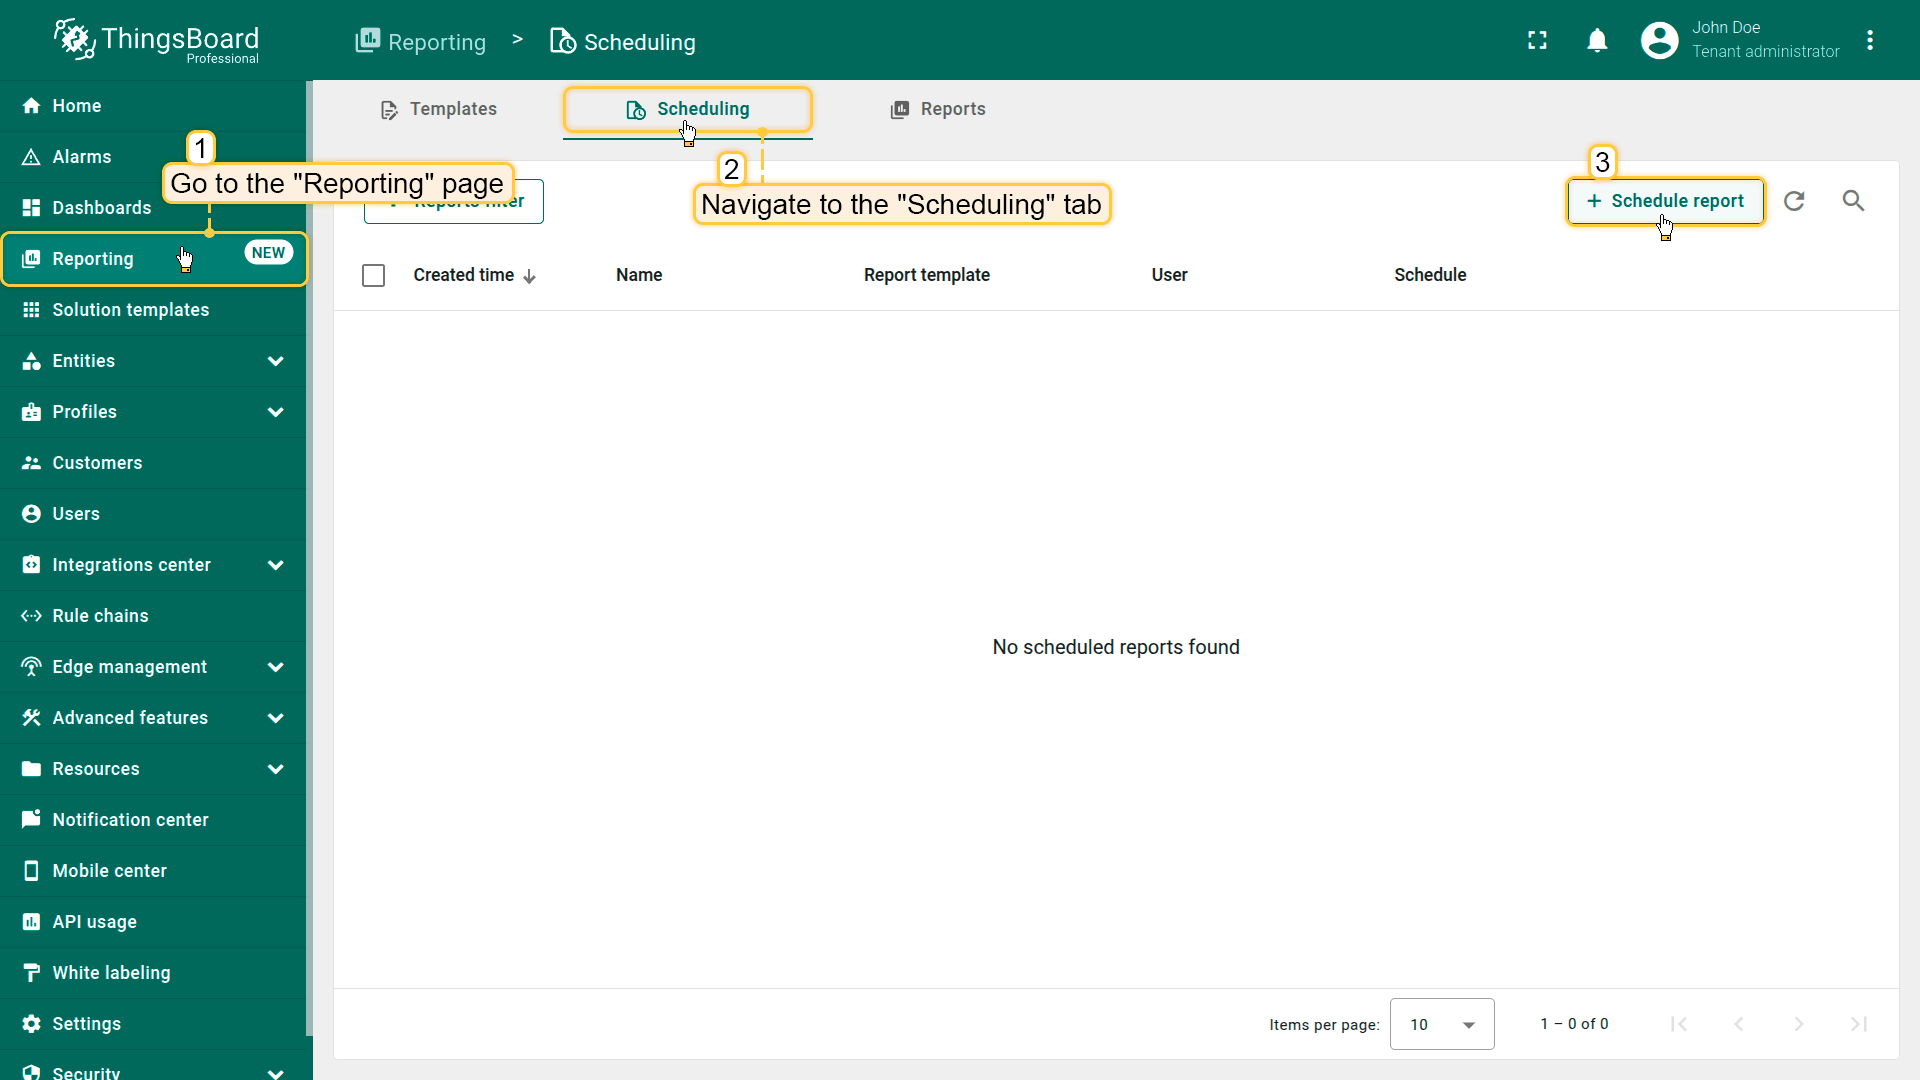 ThingsBoard
Professional
Reporting > Scheduling
John Doe
Tenant administrator
Home
Alarms
Dashboards
Reporting
NEW
Solution templates
Entities
Profiles
Customers
Users
Integrations center
Rule chains
Edge management
Advanced features
Resources
Notification center
Mobile center
API usage
White labeling
Settings
Security
Templates
Scheduling
Reports
1
Go to the "Reporting" page
2
Navigate to the "Scheduling" tab
3
+ Schedule report
Reports filter
Created time
Name
Report template
User
Schedule
No scheduled reports found
Items per page:
10
1 – 0 of 0